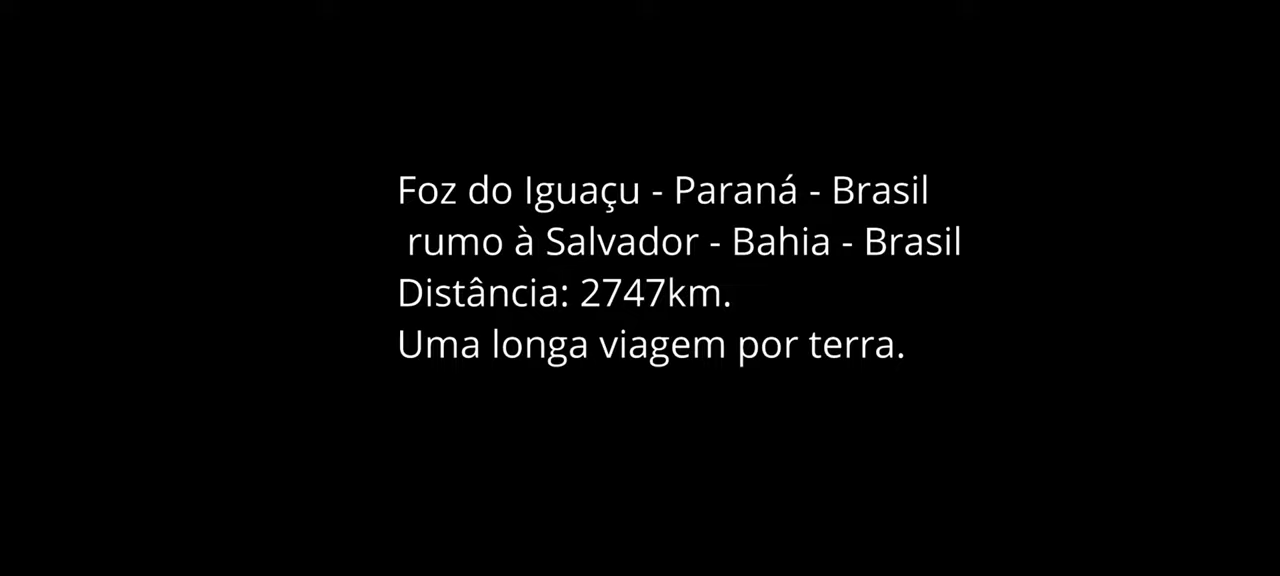 Foz do Iguaçu - Paraná - Brasil
rumo à Salvador - Bahia - Brasil
Distância: 2747km.
Uma longa viagem por terra.